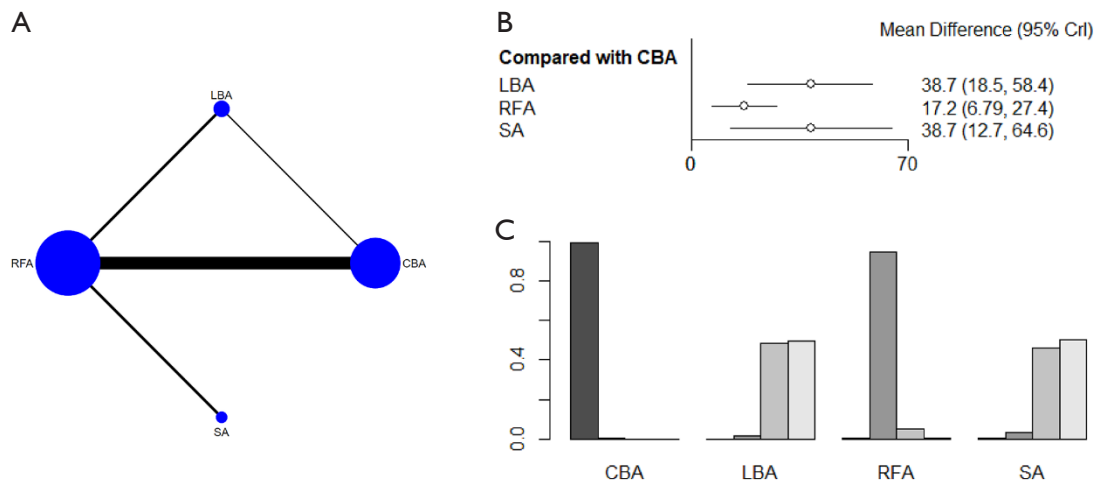 A
LBA
RFA
CBA
SA
B
Mean Difference (95% Crl)
Compared with CBA
LBA 38.7 (18.5, 58.4)
RFA 17.2 (6.79, 27.4)
SA 38.7 (12.7, 64.6)
0 70
C
0.8
0.4
0.0
CBA LBA RFA SA